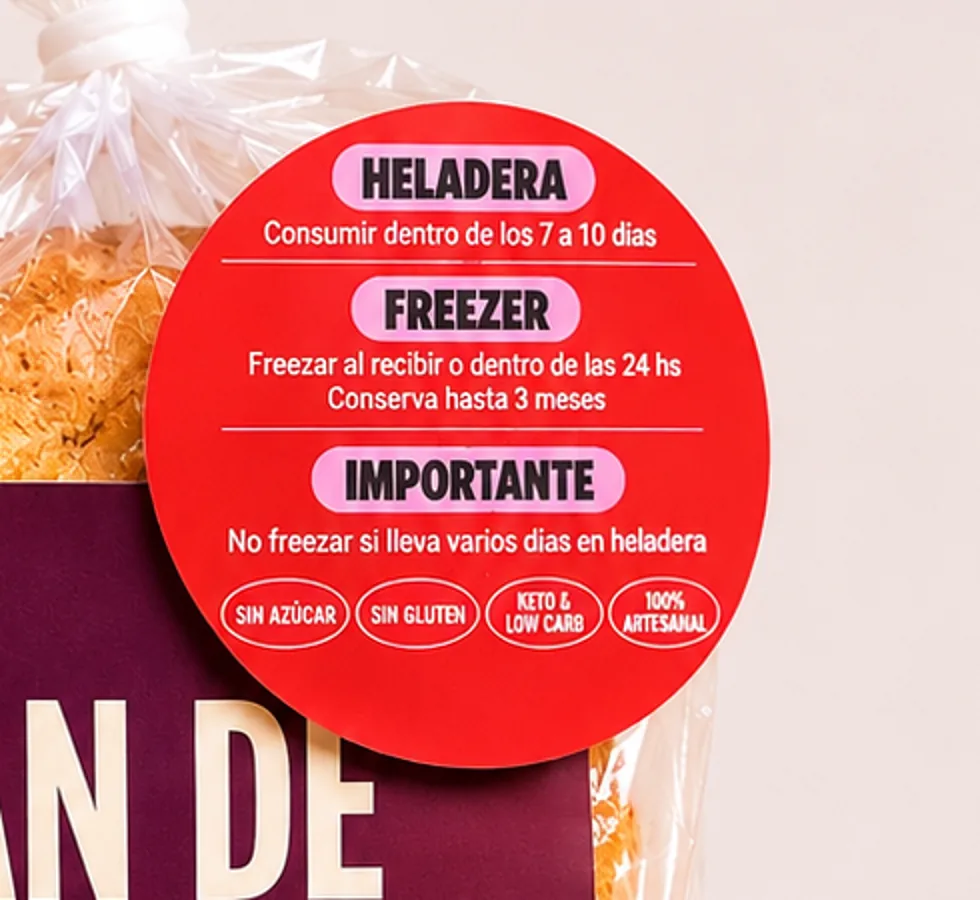 HELADERA
Consumir dentro de los 7 a 10 dias
FREEZER
Freezar al recibir o dentro de las 24 hs
Conserva hasta 3 meses
IMPORTANTE
No freezar si lleva varios dias en heladera
SIN AZÚCAR
SIN GLUTEN
KETO &
LOW CARB
100%
ARTESANAL
AN DE